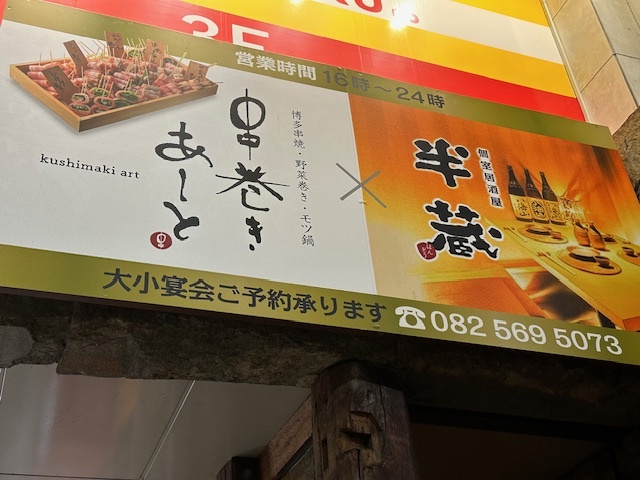 3F
営業時間 16時～24時
kushimaki art
串巻き
あーと
博多串焼・野菜巻き・モツ鍋
×
個室居酒屋
半蔵
大小宴会ご予約承ります ☎082 569 5073